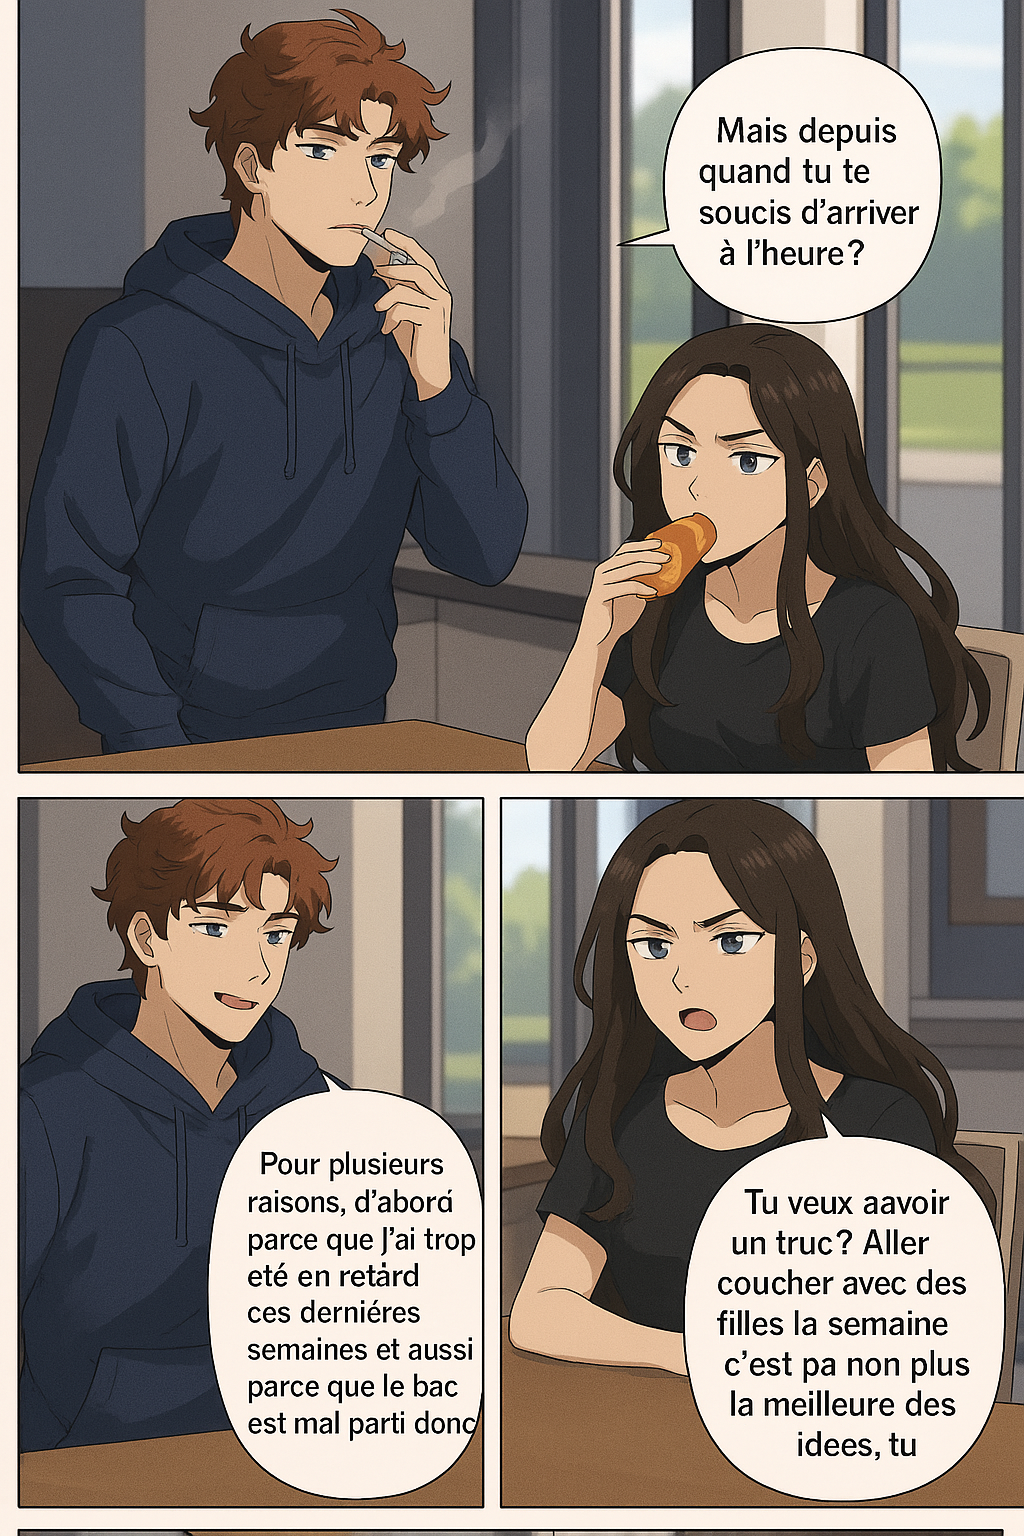 Mais depuis
quand tu te
soucis d'arriver
à l'heure?
Pour plusieurs
raisons, d'abord
parce que j'ai trop
eté en retard
ces derniéres
semaines et aussi
parce que le bac
est mal parti donc
Tu veux aavoir
un truc? Aller
coucher avec des
filles la semaine
c'est pa non plus
la meilleure des
idees, tu